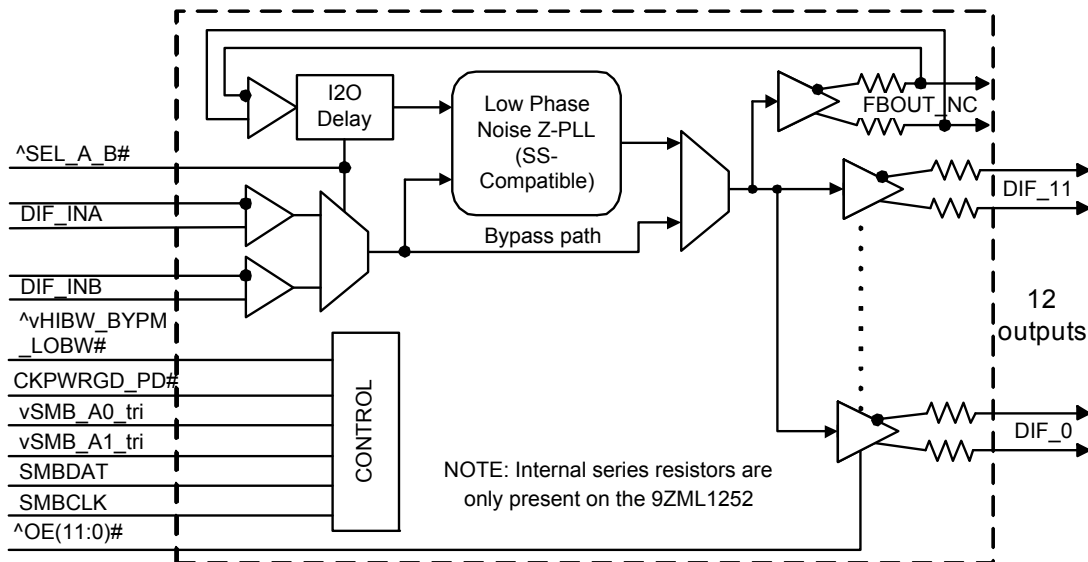 I2O
Delay
Low Phase
Noise Z-PLL
(SS-
Compatible)
FBOUT_NC
^SEL_A_B#
DIF_INA
DIF_11
Bypass path
DIF_INB
12
outputs
^vHIBW_BYPM
_LOBW#
CKPWRGD_PD#
vSMB_A0_tri
vSMB_A1_tri
SMBDAT
SMBCLK
^OE(11:0)#
CONTROL
NOTE: Internal series resistors are
only present on the 9ZML1252
DIF_0